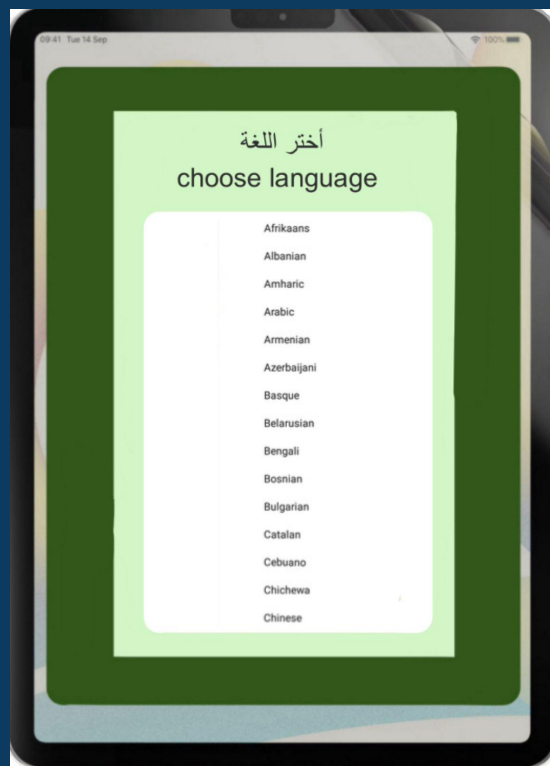 09:41 Tue 14 Sep
100%
أختر اللغة
choose language
Afrikaans
Albanian
Amharic
Arabic
Armenian
Azerbaijani
Basque
Belarusian
Bengali
Bosnian
Bulgarian
Catalan
Cebuano
Chichewa
Chinese